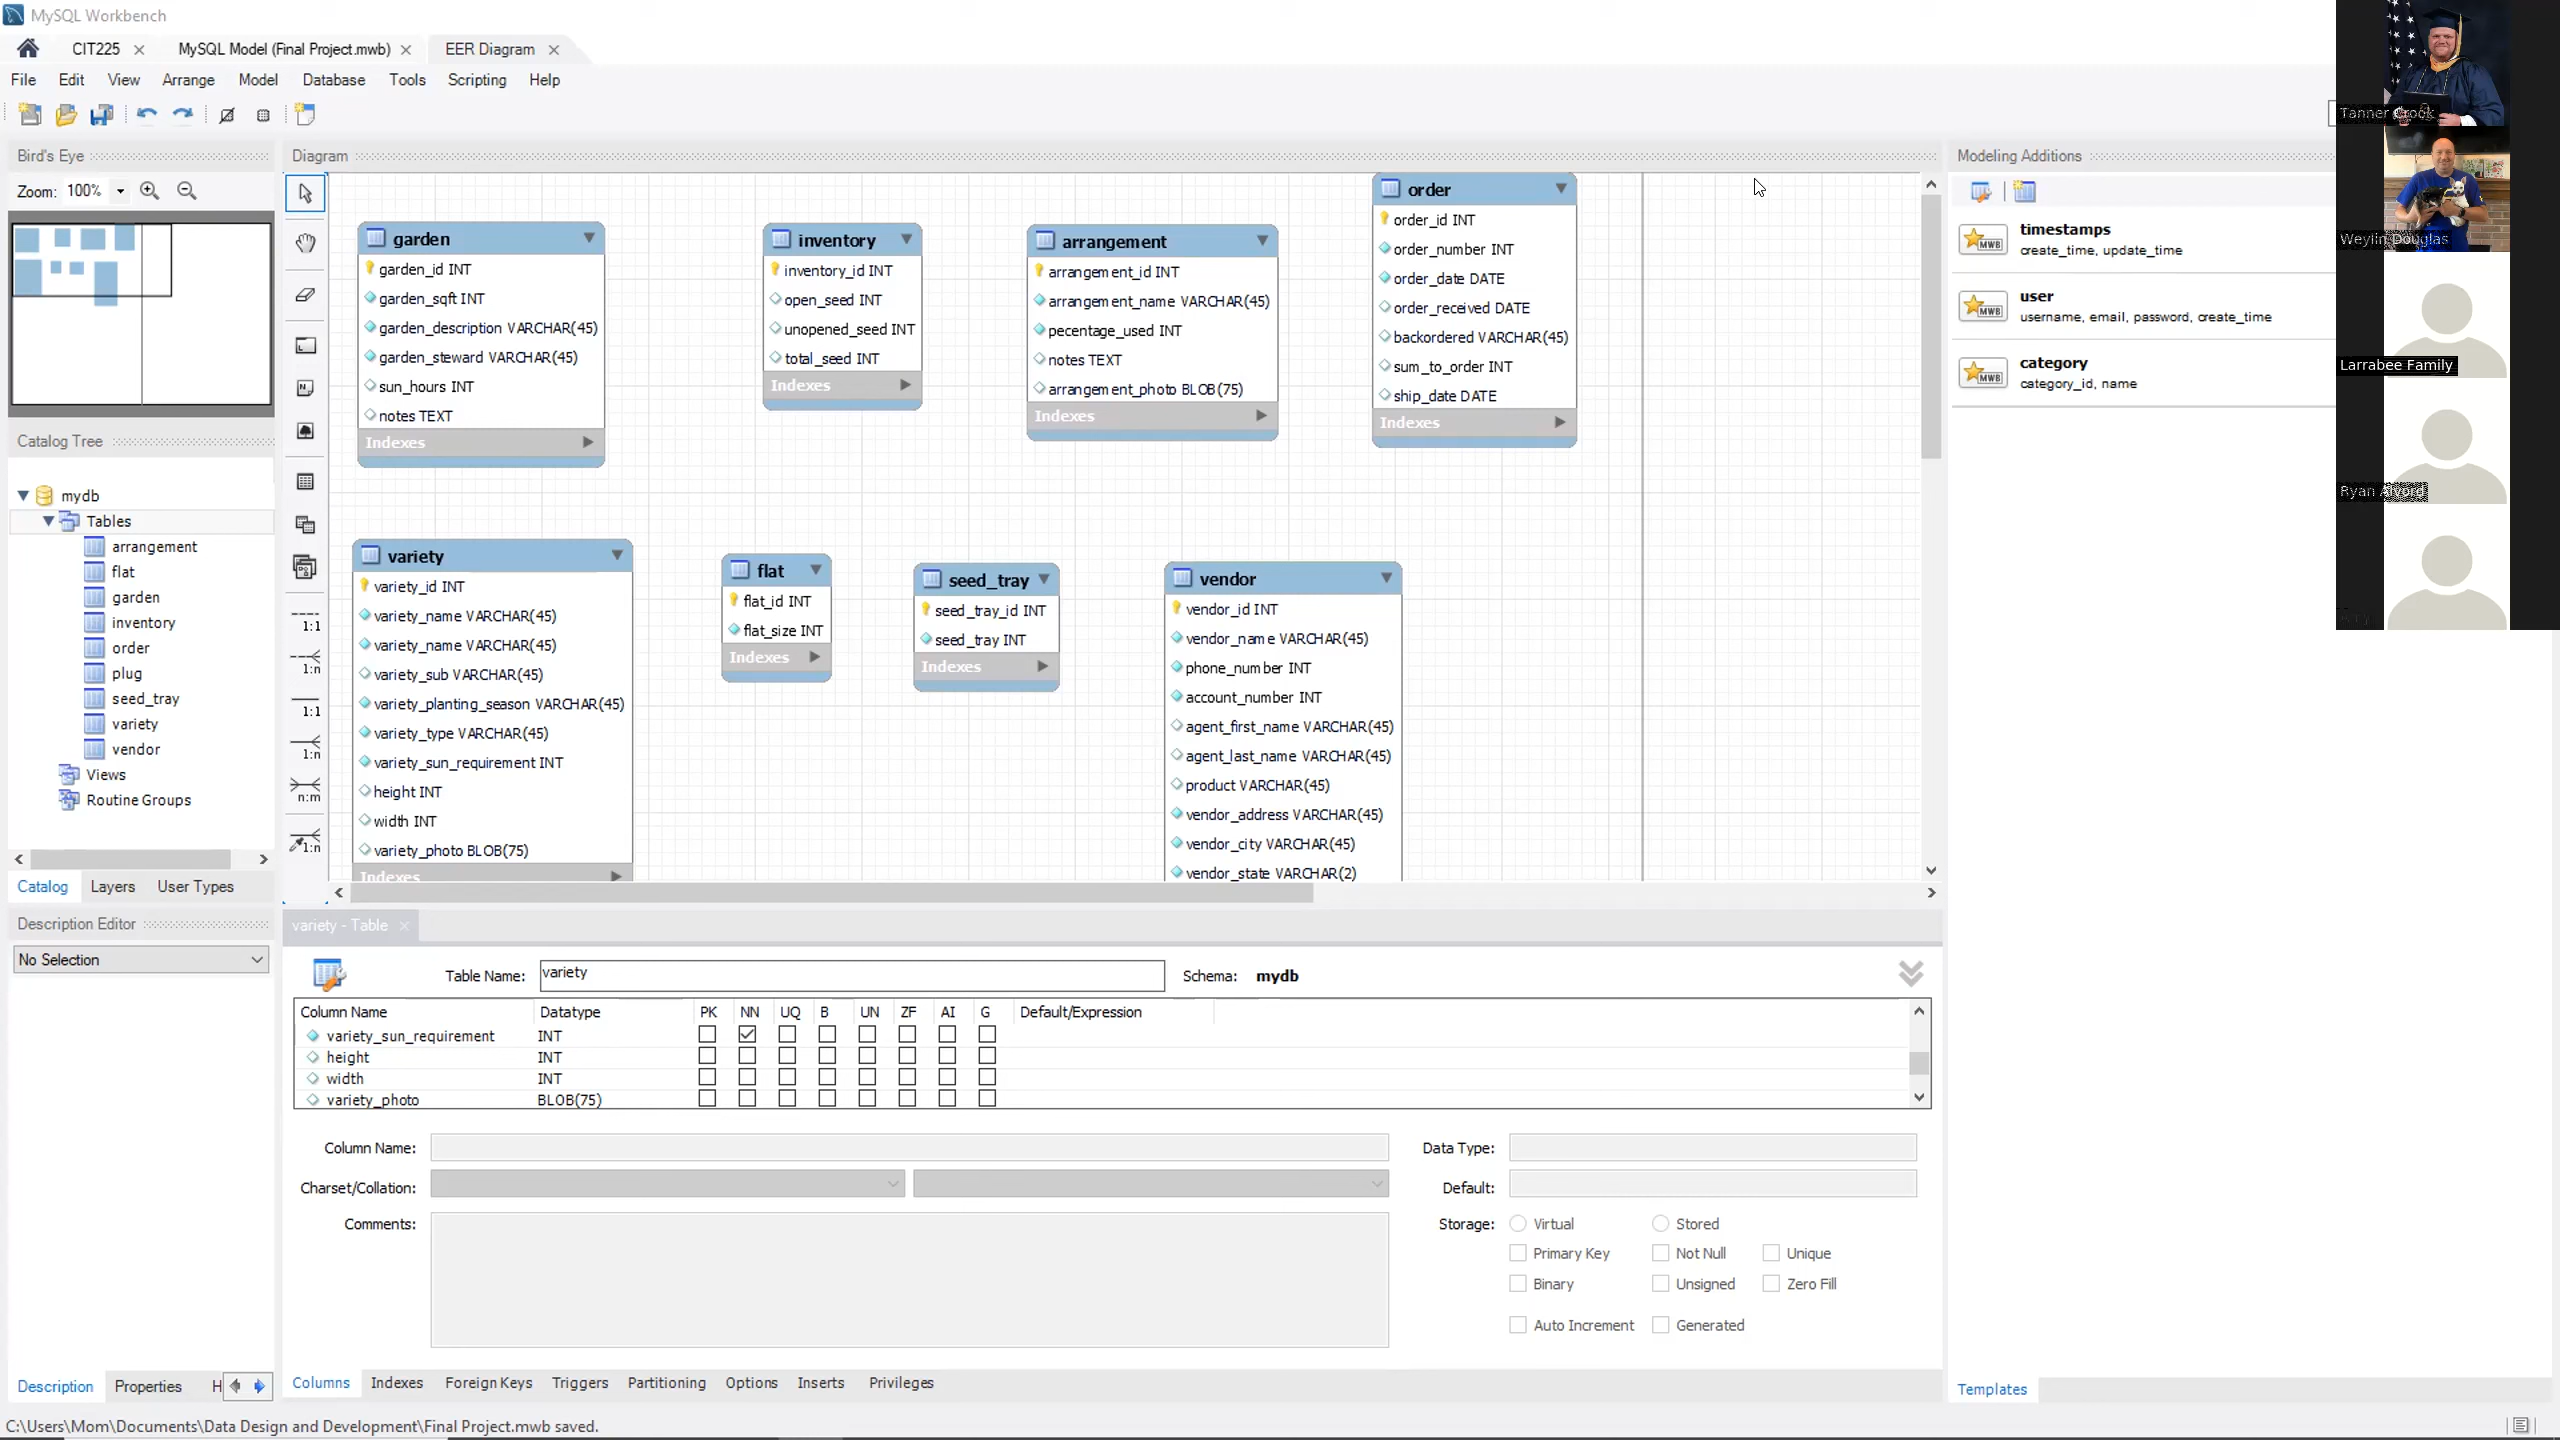 MySQL Workbench
CIT225
MySQL Model (Final Project.mwb)
EER Diagram
File Edit View Arrange Model Database Tools Scripting Help
Bird's Eye
Zoom: 100%
Catalog Tree
mydb
Tables
arrangement
flat
garden
inventory
order
plug
seed_tray
variety
vendor
Views
Routine Groups
Catalog Layers User Types
Description Editor
No Selection
Description Properties H
Diagram
1:1
1:n
1:1
1:n
n:m
1:n
garden
garden_id INT
garden_sqft INT
garden_description VARCHAR(45)
garden_steward VARCHAR(45)
sun_hours INT
notes TEXT
Indexes
inventory
inventory_id INT
open_seed INT
unopened_seed INT
total_seed INT
Indexes
arrangement
arrangement_id INT
arrangement_name VARCHAR(45)
pecentage_used INT
notes TEXT
arrangement_photo BLOB(75)
Indexes
order
order_id INT
order_number INT
order_date DATE
order_received DATE
backordered VARCHAR(45)
sum_to_order INT
ship_date DATE
Indexes
variety
variety_id INT
variety_name VARCHAR(45)
variety_name VARCHAR(45)
variety_sub VARCHAR(45)
variety_planting_season VARCHAR(45)
variety_type VARCHAR(45)
variety_sun_requirement INT
height INT
width INT
variety_photo BLOB(75)
Indexes
flat
flat_id INT
flat_size INT
Indexes
seed_tray
seed_tray_id INT
seed_tray INT
Indexes
vendor
vendor_id INT
vendor_name VARCHAR(45)
phone_number INT
account_number INT
agent_first_name VARCHAR(45)
agent_last_name VARCHAR(45)
product VARCHAR(45)
vendor_address VARCHAR(45)
vendor_city VARCHAR(45)
vendor_state VARCHAR(2)
variety - Table
Table Name: variety Schema: mydb
Column Name Datatype PK NN UQ B UN ZF AI G Default/Expression
variety_sun_requirement INT
height INT
width INT
variety_photo BLOB(75)
Column Name: Data Type:
Charset/Collation: Default:
Comments: Storage: Virtual Stored
Primary Key Not Null Unique
Binary Unsigned Zero Fill
Auto Increment Generated
Columns Indexes Foreign Keys Triggers Partitioning Options Inserts Privileges
Modeling Additions
MWB
timestamps
create_time, update_time
MWB
user
username, email, password, create_time
MWB
category
category_id, name
Templates
Tanner Crook
Weylin Douglas
Larrabee Family
Ryan Alvord
C:\Users\Mom\Documents\Data Design and Development\Final Project.mwb saved.